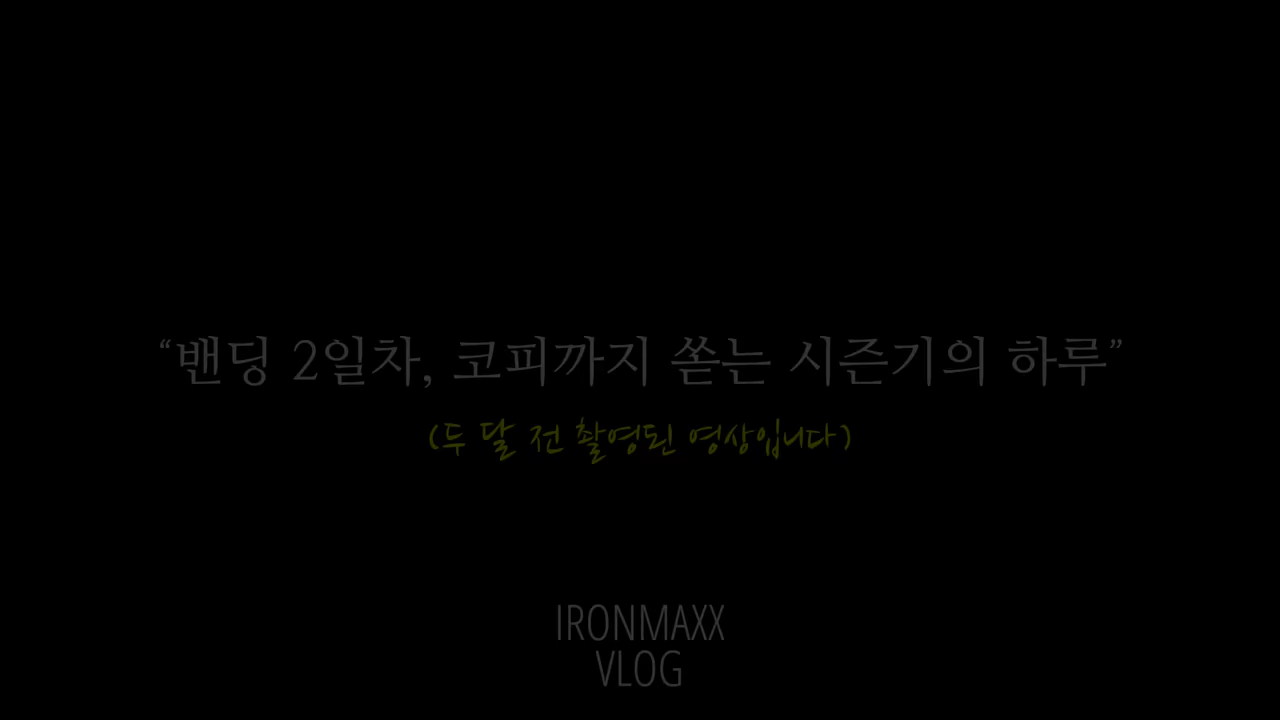 “밴딩 2일차, 코피까지 쏟는 시즌기의 하루”
(두 달 전 촬영된 영상입니다)
IRONMAXX
VLOG